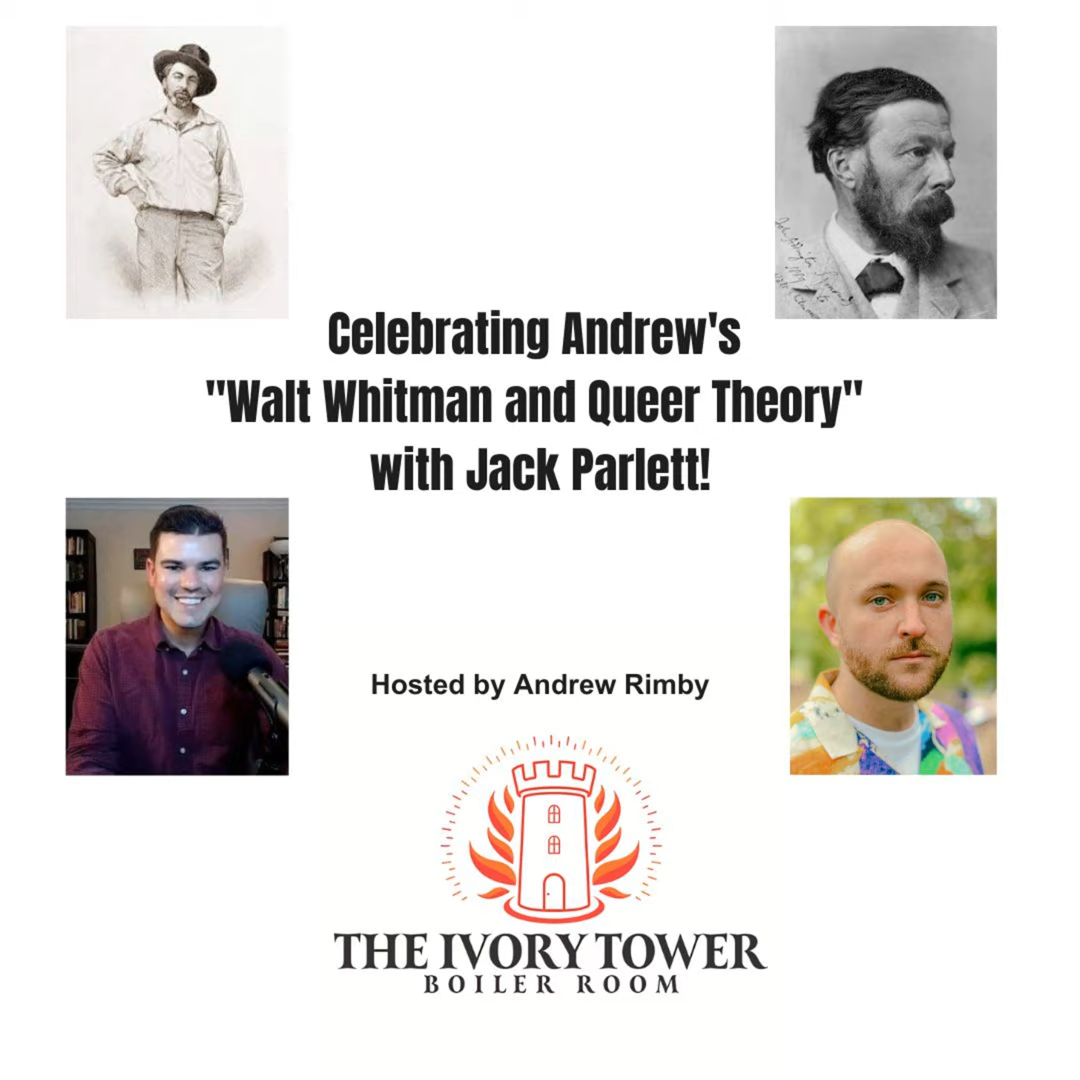 Celebrating Andrew's
"Walt Whitman and Queer Theory"
with Jack Parlett!
Hosted by Andrew Rimby
THE IVORY TOWER
BOILER ROOM